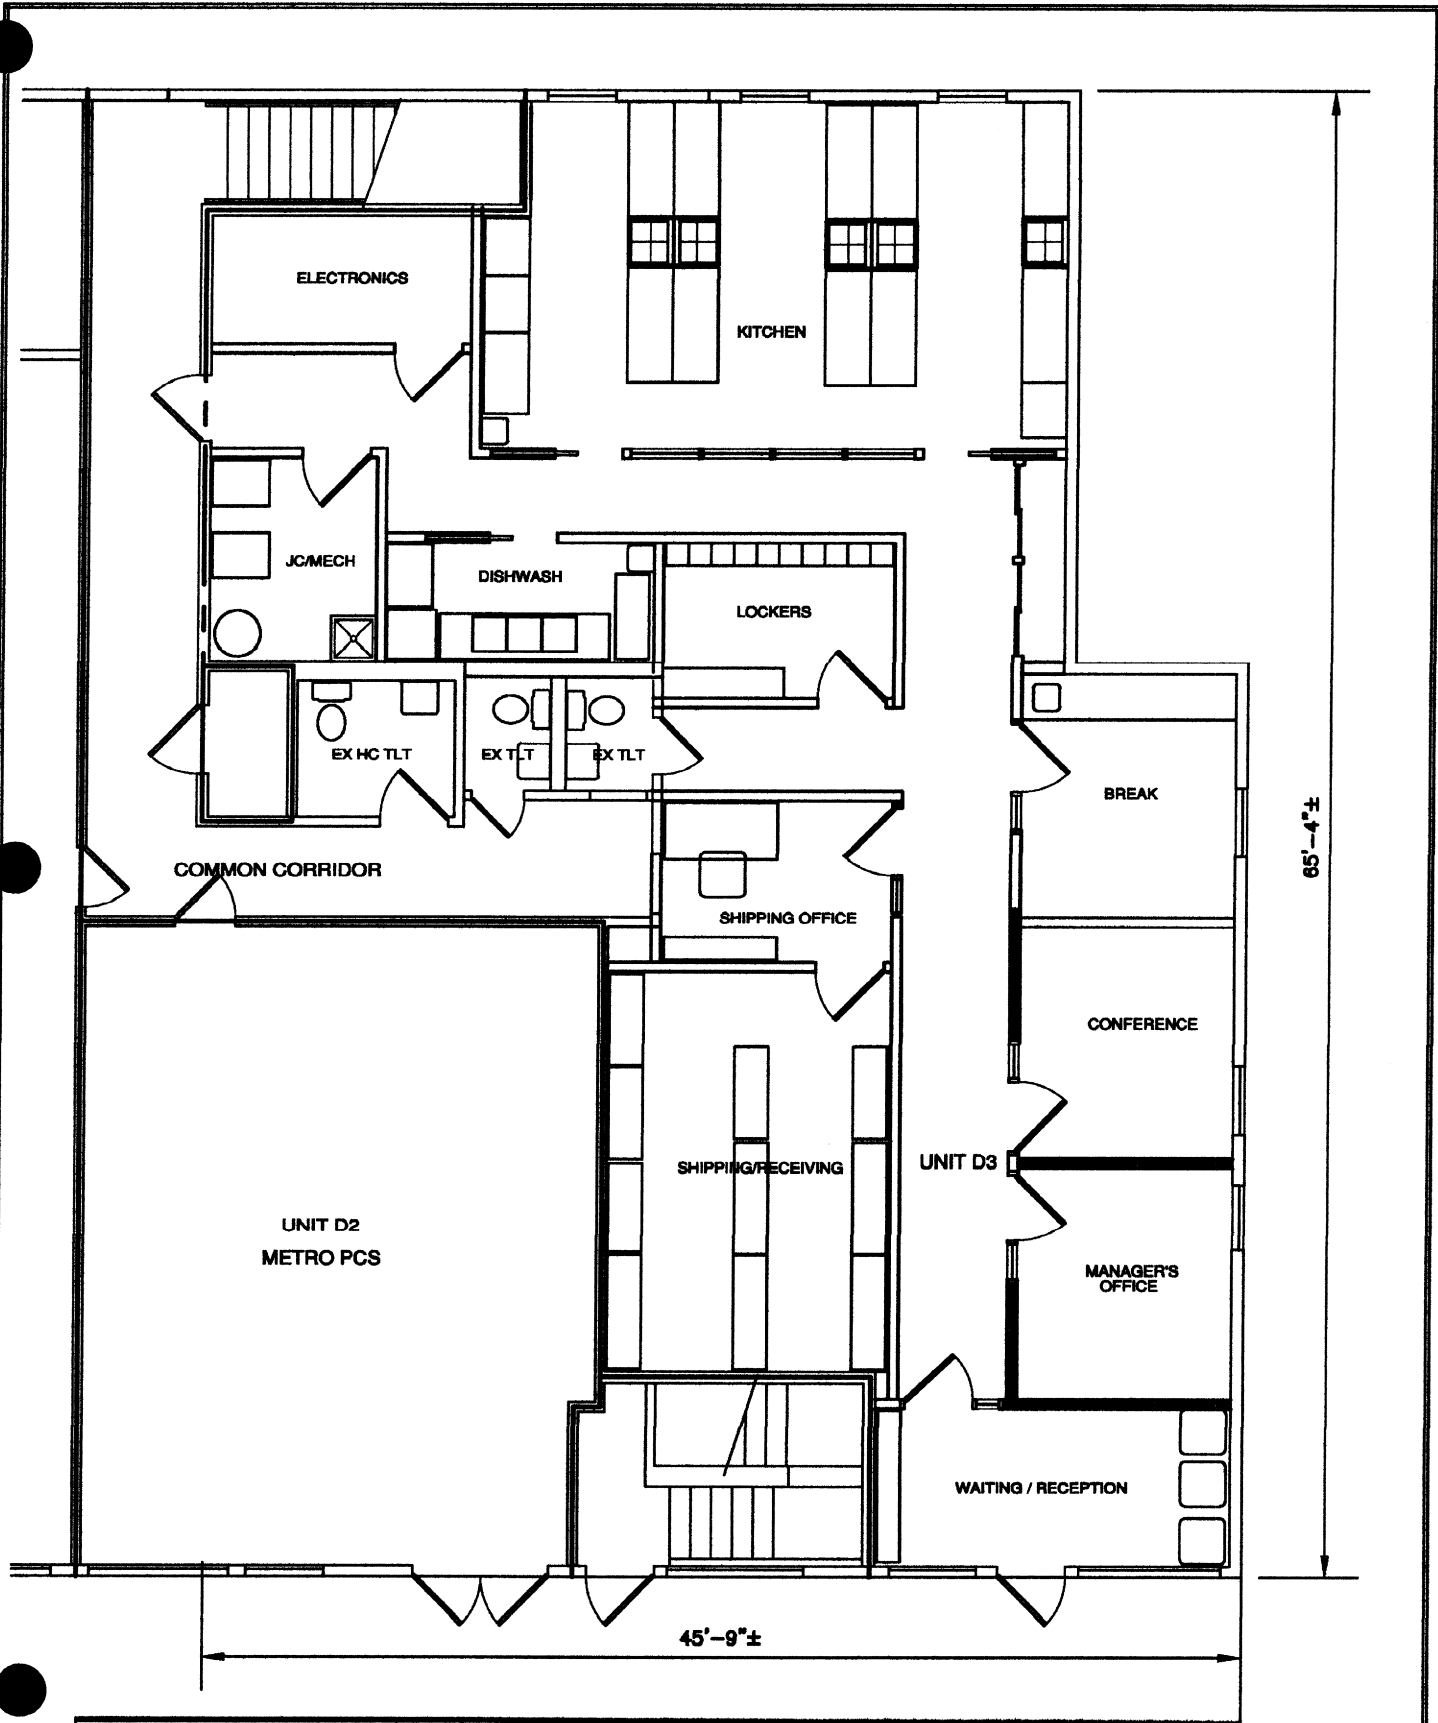 ELECTRONICS
KITCHEN
JC/MECH
DISHWASH
LOCKERS
EX HC TLT
EX TLT
EX TLT
BREAK
65'-4"±
COMMON CORRIDOR
SHIPPING OFFICE
CONFERENCE
SHIPPING/RECEIVING
UNIT D3
UNIT D2
METRO PCS
MANAGER'S
OFFICE
WAITING / RECEPTION
45'-9"±